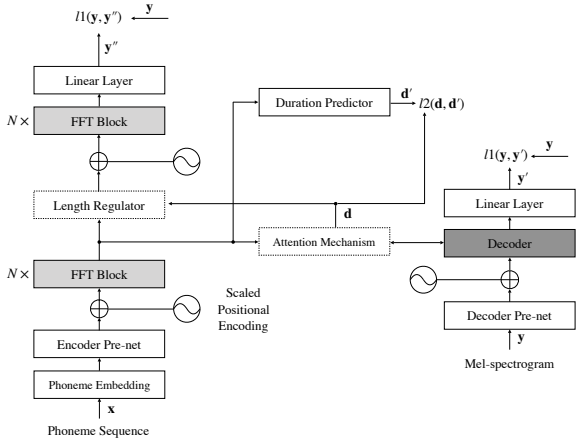 l1(y, y″)
y
y″
Linear Layer
N ×
FFT Block
Length Regulator
N ×
FFT Block
Scaled
Positional
Encoding
Encoder Pre-net
Phoneme Embedding
x
Phoneme Sequence
Duration Predictor
d′
l2(d, d′)
d
Attention Mechanism
l1(y, y′)
y
y′
Linear Layer
Decoder
Decoder Pre-net
y
Mel-spectrogram